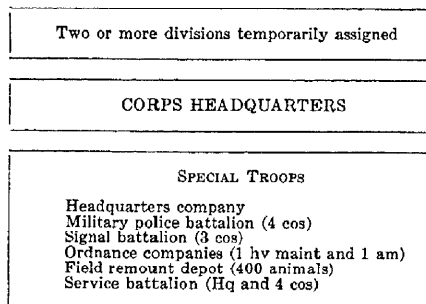 Two or more divisions temporarily assigned
CORPS HEADQUARTERS
SPECIAL TROOPS
Headquarters company
Military police battalion (4 cos)
Signal battalion (3 cos)
Ordnance companies (1 hv maint and 1 am)
Field remount depot (400 animals)
Service battalion (Hq and 4 cos)